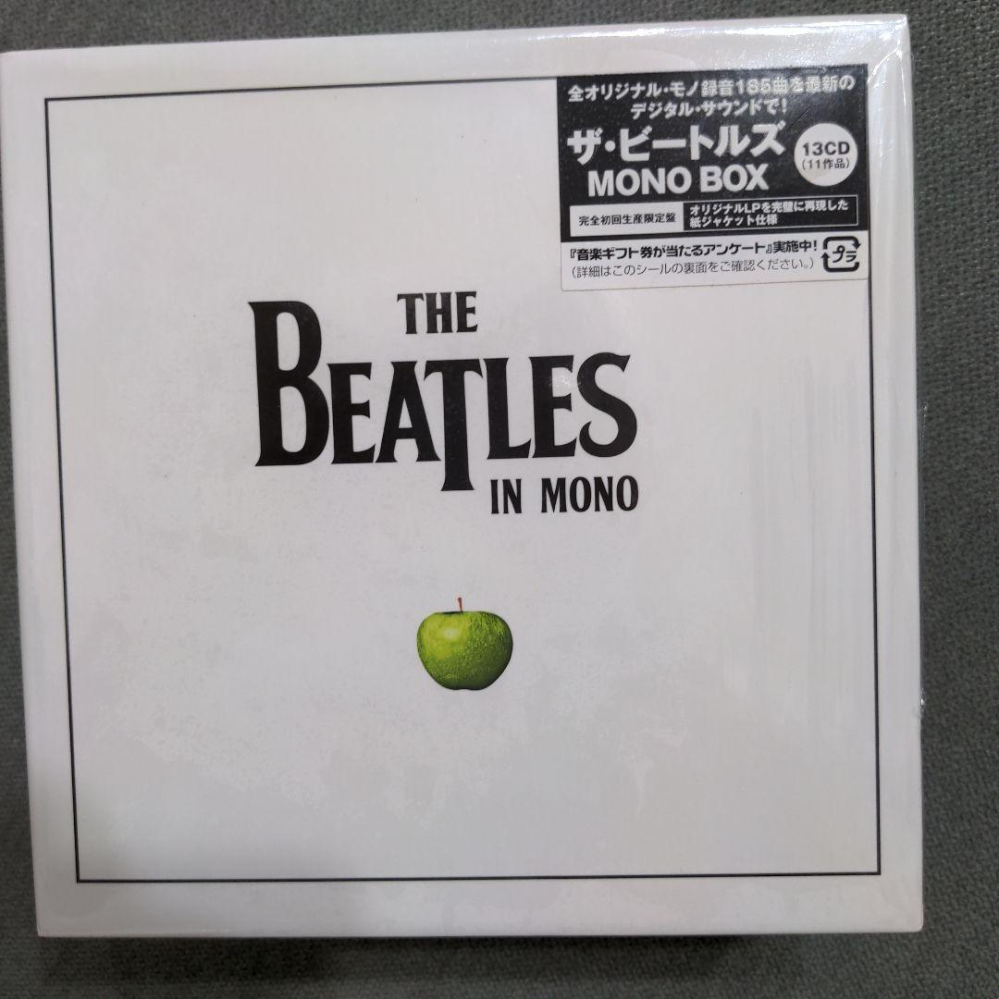 全オリジナル・モノ録音185曲を最新の
デジタル・サウンドで!
ザ・ビートルズ
MONO BOX
13CD
(11作品)
完全初回生産限定盤
オリジナルLPを完璧に再現した
紙ジャケット仕様
『音楽ギフト券が当たるアンケート』実施中!
(詳細はこのシールの裏面をご確認ください。)
プラ
THE
BEATLES
IN MONO